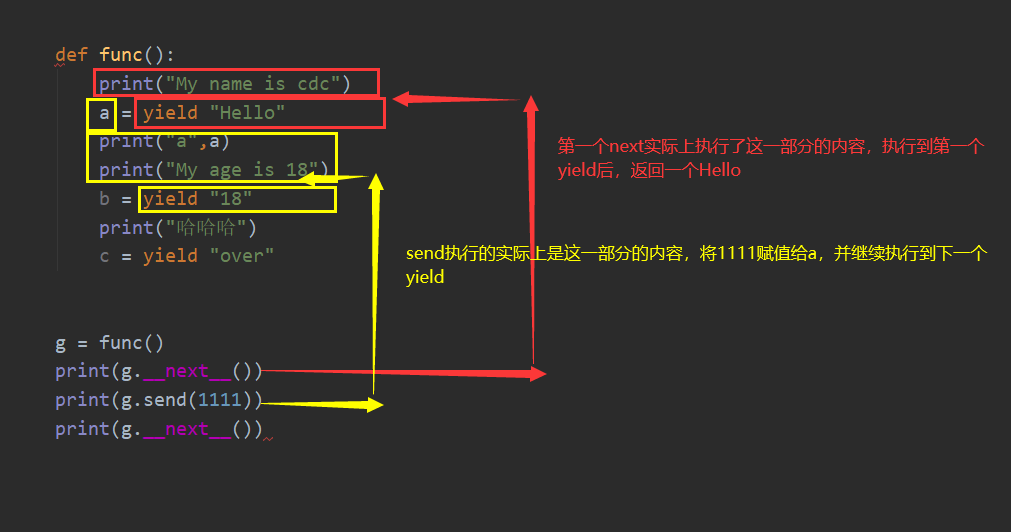 def func():
print("My name is cdc")
a = yield "Hello"
print("a",a)
print("My age is 18")
b = yield "18"
print("哈哈哈")
c = yield "over"
第一个next实际上执行了这一部分的内容，执行到第一个
yield后，返回一个Hello
send执行的实际上是这一部分的内容，将1111赋值给a，并继续执行到下一个
yield
g = func()
print(g.__next__())
print(g.send(1111))
print(g.__next__())